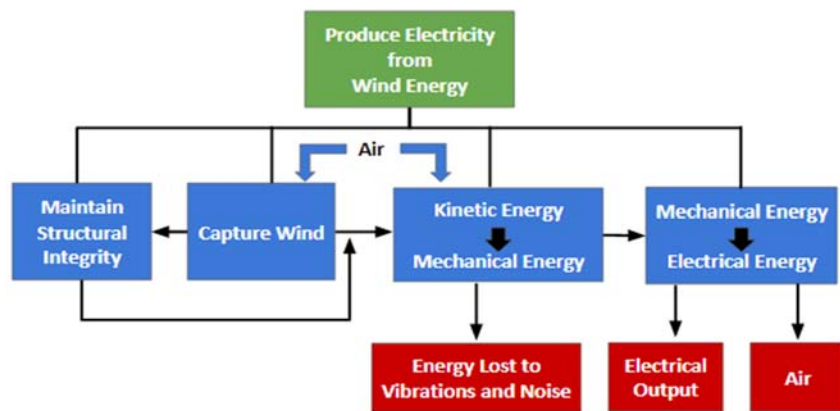 Produce Electricity
from
Wind Energy
Air
Maintain
Structural
Integrity
Capture Wind
Kinetic Energy
Mechanical Energy
Mechanical Energy
Electrical Energy
Energy Lost to
Vibrations and Noise
Electrical
Output
Air